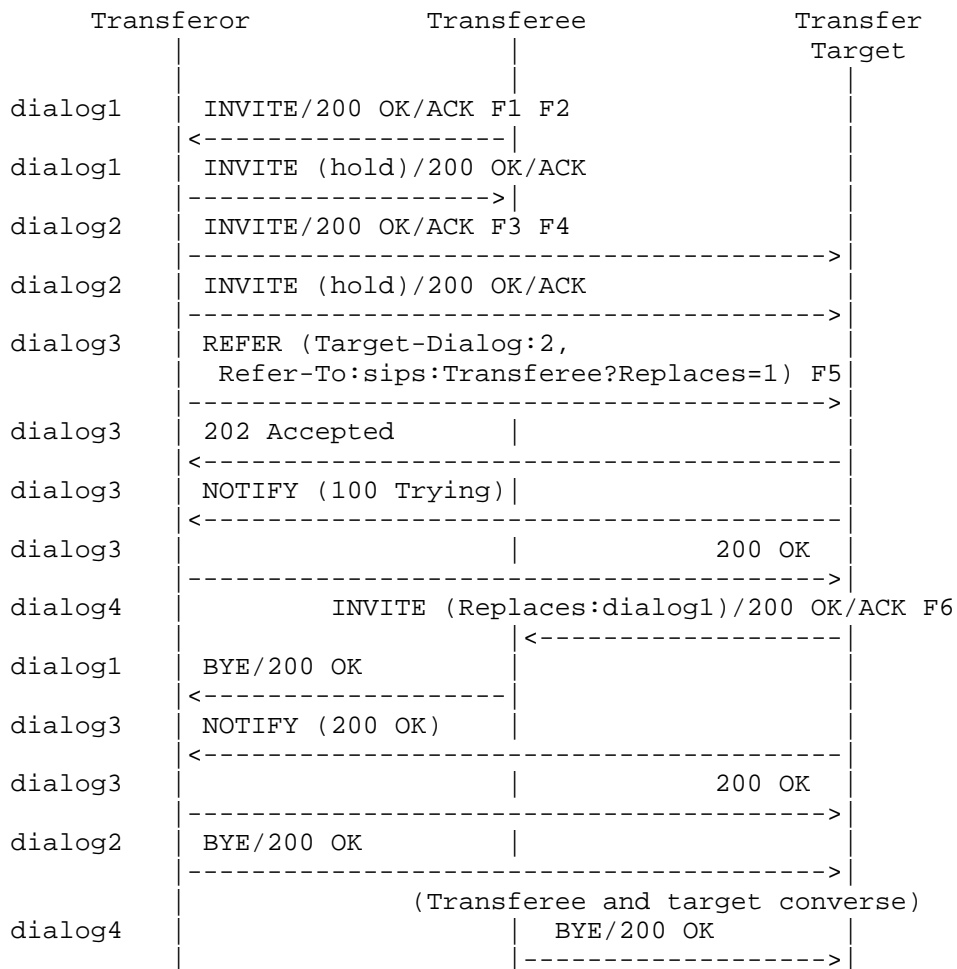 Transferor Transferee Transfer
Target
dialog1 INVITE/200 OK/ACK F1 F2
dialog1 INVITE (hold)/200 OK/ACK
dialog2 INVITE/200 OK/ACK F3 F4
dialog2 INVITE (hold)/200 OK/ACK
dialog3 REFER (Target-Dialog:2,
Refer-To:sips:Transferee?Replaces=1) F5
dialog3 202 Accepted
dialog3 NOTIFY (100 Trying)
dialog3 200 OK
dialog4 INVITE (Replaces:dialog1)/200 OK/ACK F6
dialog1 BYE/200 OK
dialog3 NOTIFY (200 OK)
dialog3 200 OK
dialog2 BYE/200 OK
(Transferee and target converse)
dialog4 BYE/200 OK